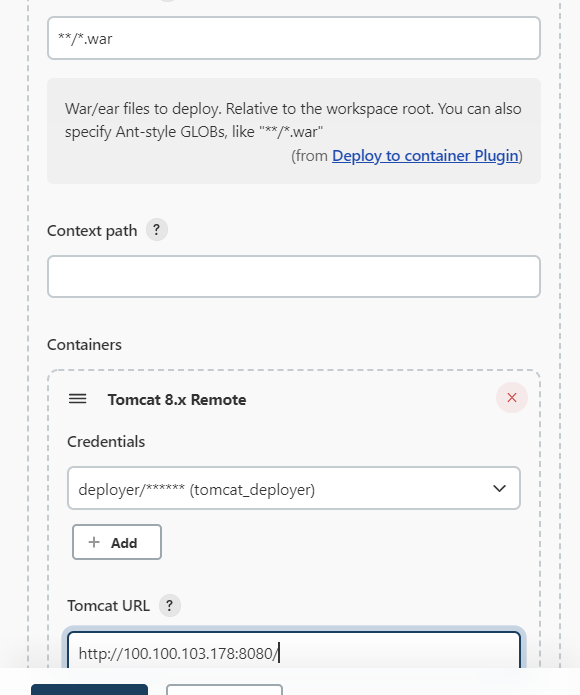 **/*.war
War/ear files to deploy. Relative to the workspace root. You can also
specify Ant-style GLOBs, like "**/*.war"
(from Deploy to container Plugin)
Context path ?
Containers
Tomcat 8.x Remote
Credentials
deployer/****** (tomcat_deployer)
+ Add
Tomcat URL ?
http://100.100.103.178:8080/